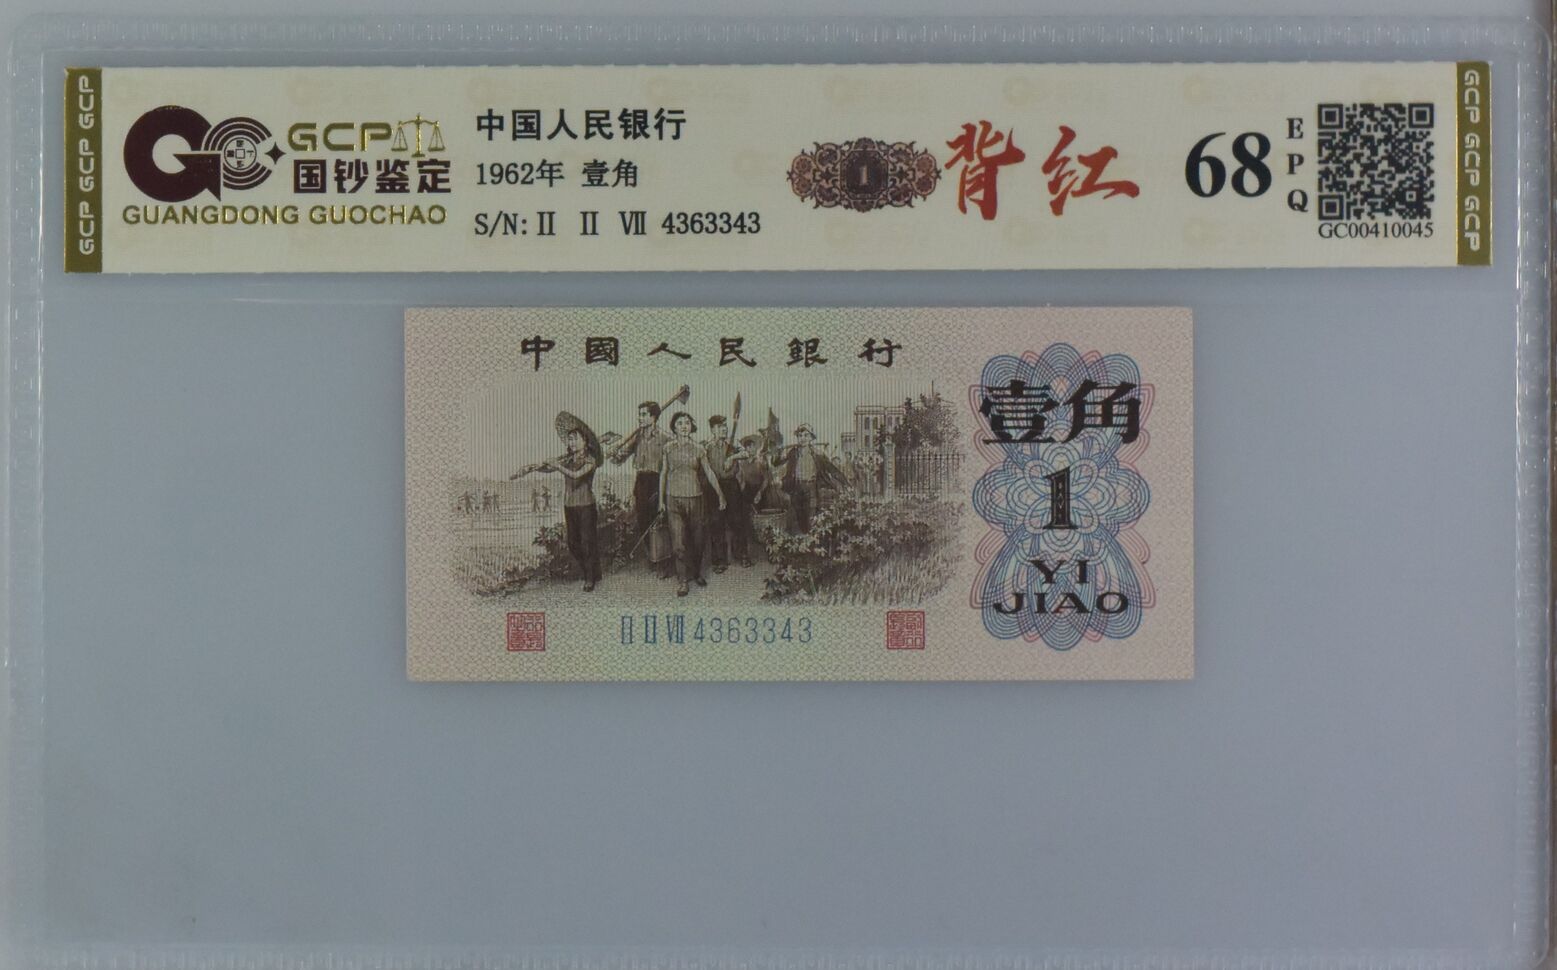 GCP GCP GCP
GCP
国钞鉴定
GUANGDONG GUOCHAO
中国人民银行
1962年 壹角
S/N: II II VII 4363343
1
背红
68
EPQ
GC00410045
GCP GCP GCP
中國人民銀行
壹角
1
YI
JIAO
II II VII 4363343